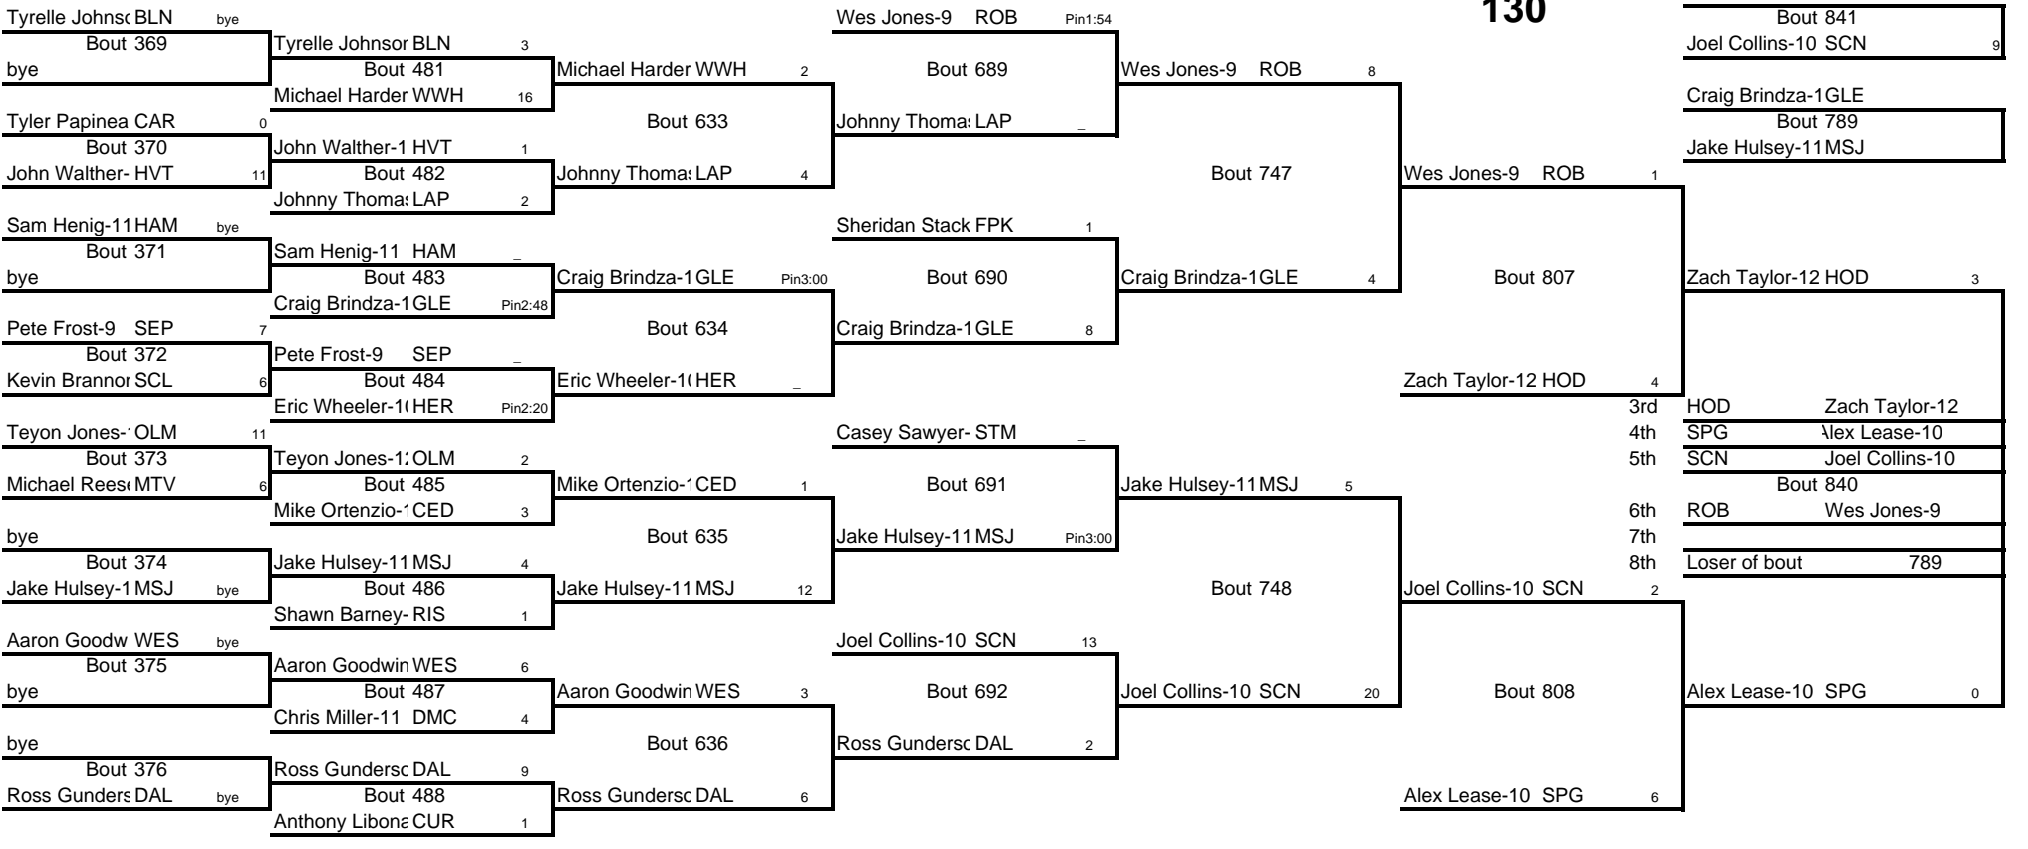 Tyrelle Johnsc BLN bye
Bout 369
bye
Tyler Papinea CAR 0
Bout 370
John Walther- HVT 11
Sam Henig-11 HAM bye
Bout 371
bye
Pete Frost-9 SEP 7
Bout 372
Kevin Brannor SCL 6
Teyon Jones- OLM 11
Bout 373
Michael Rees MTV 6
bye
Bout 374
Jake Hulsey-1 MSJ bye
Aaron Goodw WES bye
Bout 375
bye
bye
Bout 376
Ross Gunders DAL bye
Tyrelle Johnsor BLN 3
Bout 481
Michael Harder WWH 16
John Walther-1 HVT 1
Bout 482
Johnny Thoma LAP 2
Sam Henig-11 HAM _
Bout 483
Craig Brindza-1 GLE Pin2:48
Pete Frost-9 SEP _
Bout 484
Eric Wheeler-1( HER Pin2:20
Teyon Jones-1 OLM 2
Bout 485
Mike Ortenzio- CED 3
Jake Hulsey-11 MSJ 4
Bout 486
Shawn Barney- RIS 1
Aaron Goodwin WES 6
Bout 487
Chris Miller-11 DMC 4
Ross Gundersc DAL 9
Bout 488
Anthony Libona CUR 1
Michael Harder WWH 2
Bout 633
Johnny Thoma LAP 4
Craig Brindza-1 GLE Pin3:00
Bout 634
Eric Wheeler-1( HER _
Mike Ortenzio- CED 1
Bout 635
Jake Hulsey-11 MSJ 12
Aaron Goodwin WES 3
Bout 636
Ross Gundersc DAL 6
Wes Jones-9 ROB Pin1:54
Bout 689
Johnny Thoma LAP _
Sheridan Stack FPK 1
Bout 690
Craig Brindza-1 GLE 8
Casey Sawyer- STM _
Bout 691
Jake Hulsey-11 MSJ Pin3:00
Joel Collins-10 SCN 13
Bout 692
Ross Gundersc DAL 2
Wes Jones-9 ROB 8
Bout 747
Craig Brindza-1 GLE 4
Jake Hulsey-11 MSJ 5
Bout 748
Joel Collins-10 SCN 20
130
Wes Jones-9 ROB 1
Bout 807
Zach Taylor-12 HOD 4
Joel Collins-10 SCN 2
Bout 808
Alex Lease-10 SPG 6
Bout 841
Joel Collins-10 SCN 9
Craig Brindza-1 GLE
Bout 789
Jake Hulsey-11 MSJ
Zach Taylor-12 HOD 3
3rd HOD Zach Taylor-12
4th SPG Alex Lease-10
5th SCN Joel Collins-10
Bout 840
6th ROB Wes Jones-9
7th
8th Loser of bout 789
Alex Lease-10 SPG 0